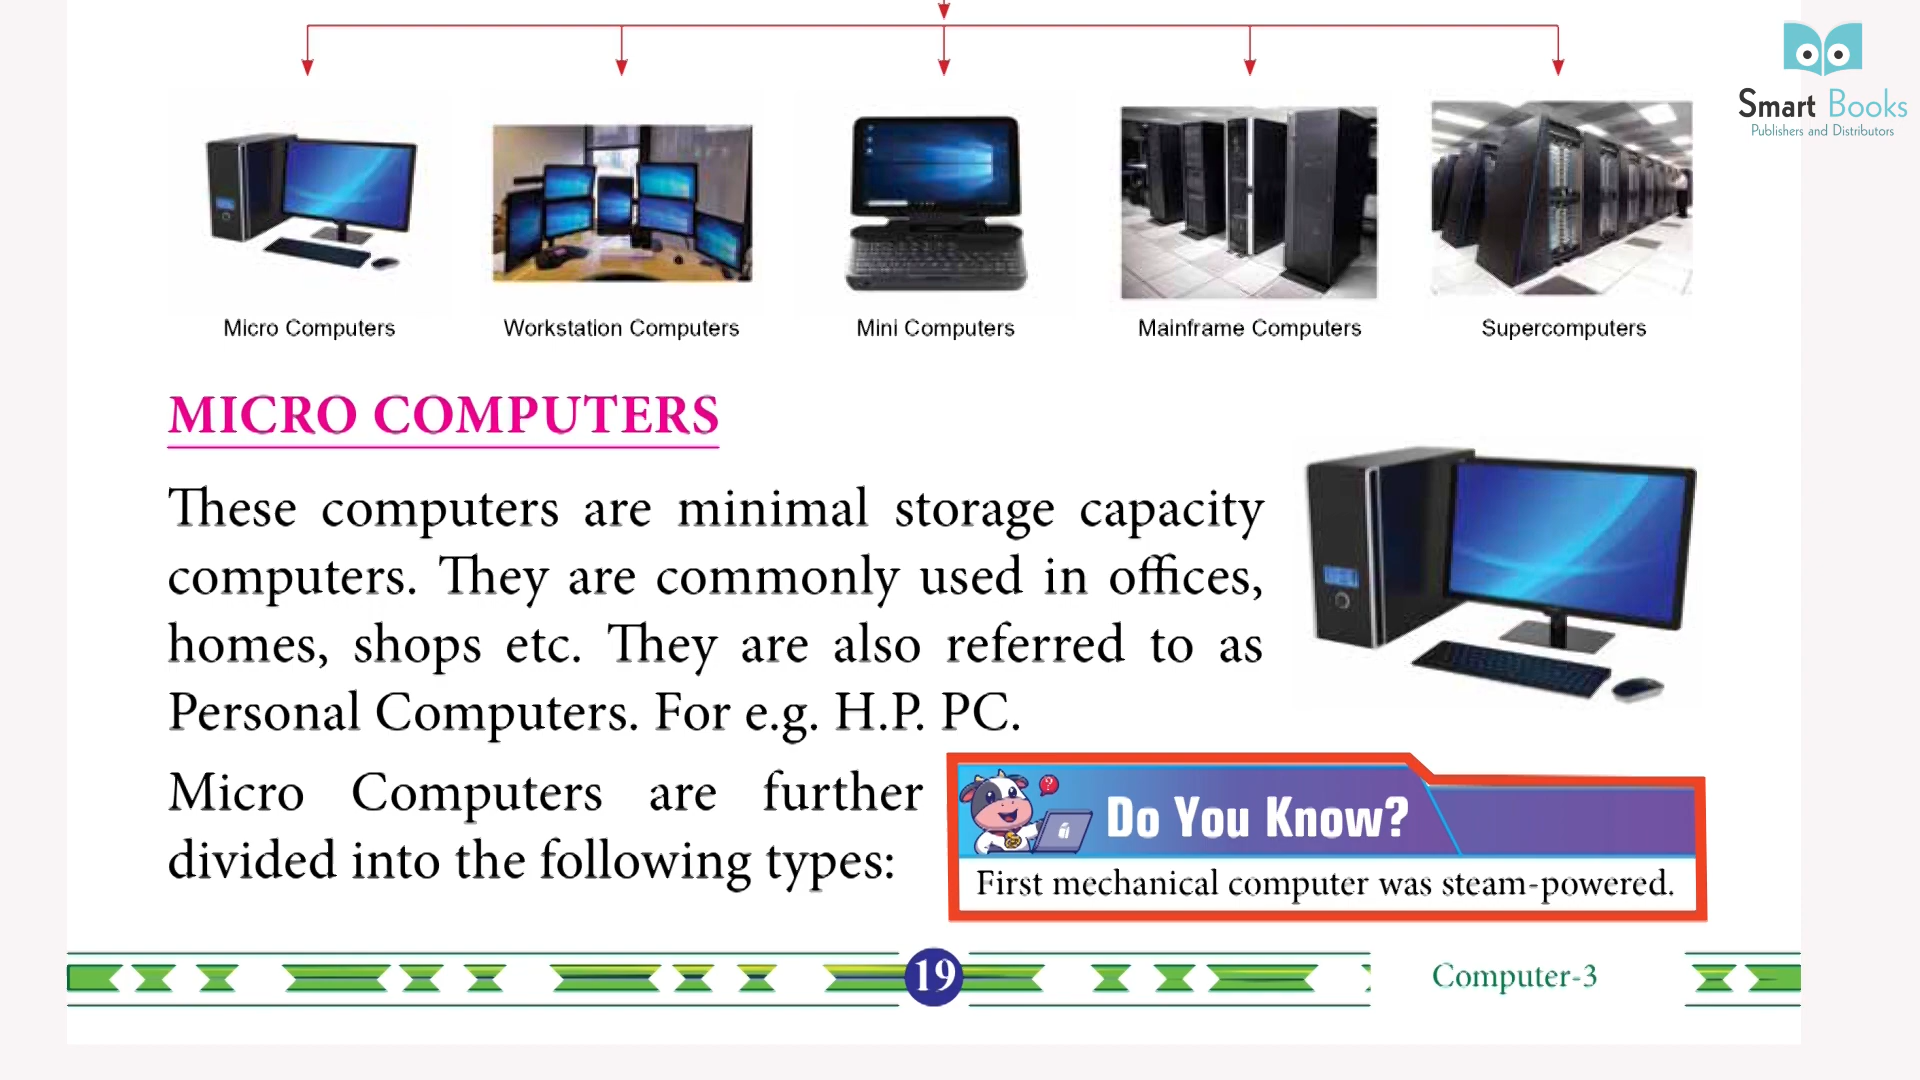 Smart Books
Publishers and Distributors
Micro Computers
Workstation Computers
Mini Computers
Mainframe Computers
Supercomputers
MICRO COMPUTERS
These computers are minimal storage capacity
computers. They are commonly used in offices,
homes, shops etc. They are also referred to as
Personal Computers. For e.g. H.P. PC.
Micro Computers are further
divided into the following types:
?
Do You Know?
First mechanical computer was steam-powered.
19
Computer-3